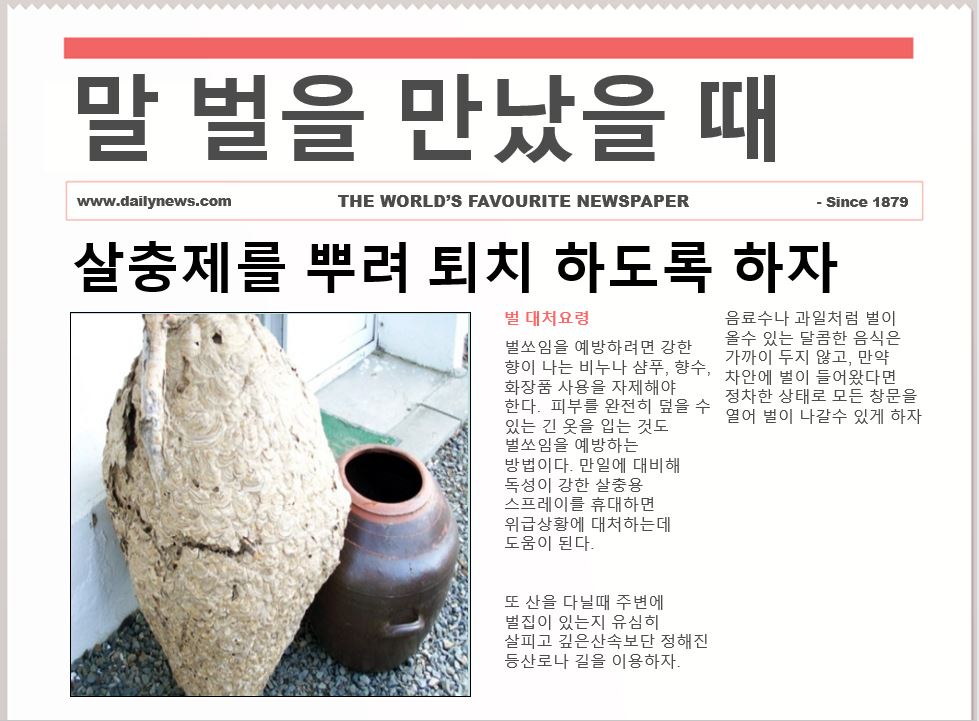 말 벌을 만났을 때
www.dailynews.com THE WORLD'S FAVOURITE NEWSPAPER - Since 1879
살충제를 뿌려 퇴치 하도록 하자
벌 대처요령
벌쏘임을 예방하려면 강한
향이 나는 비누나 샴푸, 향수,
화장품 사용을 자제해야
한다. 피부를 완전히 덮을 수
있는 긴 옷을 입는 것도
벌쏘임을 예방하는
방법이다. 만일에 대비해
독성이 강한 살충용
스프레이를 휴대하면
위급상황에 대처하는데
도움이 된다.
또 산을 다닐때 주변에
벌집이 있는지 유심히
살피고 깊은산속보단 정해진
등산로나 길을 이용하자.
음료수나 과일처럼 벌이
올수 있는 달콤한 음식은
가까이 두지 않고, 만약
차안에 벌이 들어왔다면
정차한 상태로 모든 창문을
열어 벌이 나갈수 있게 하자